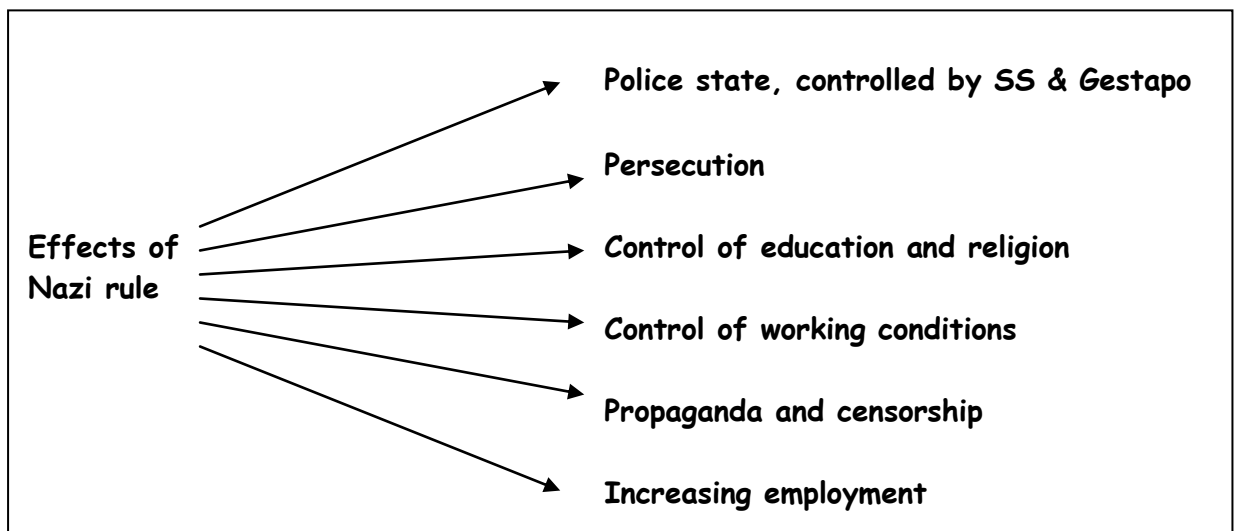 Effects of
Nazi rule
Police state, controlled by SS & Gestapo
Persecution
Control of education and religion
Control of working conditions
Propaganda and censorship
Increasing employment